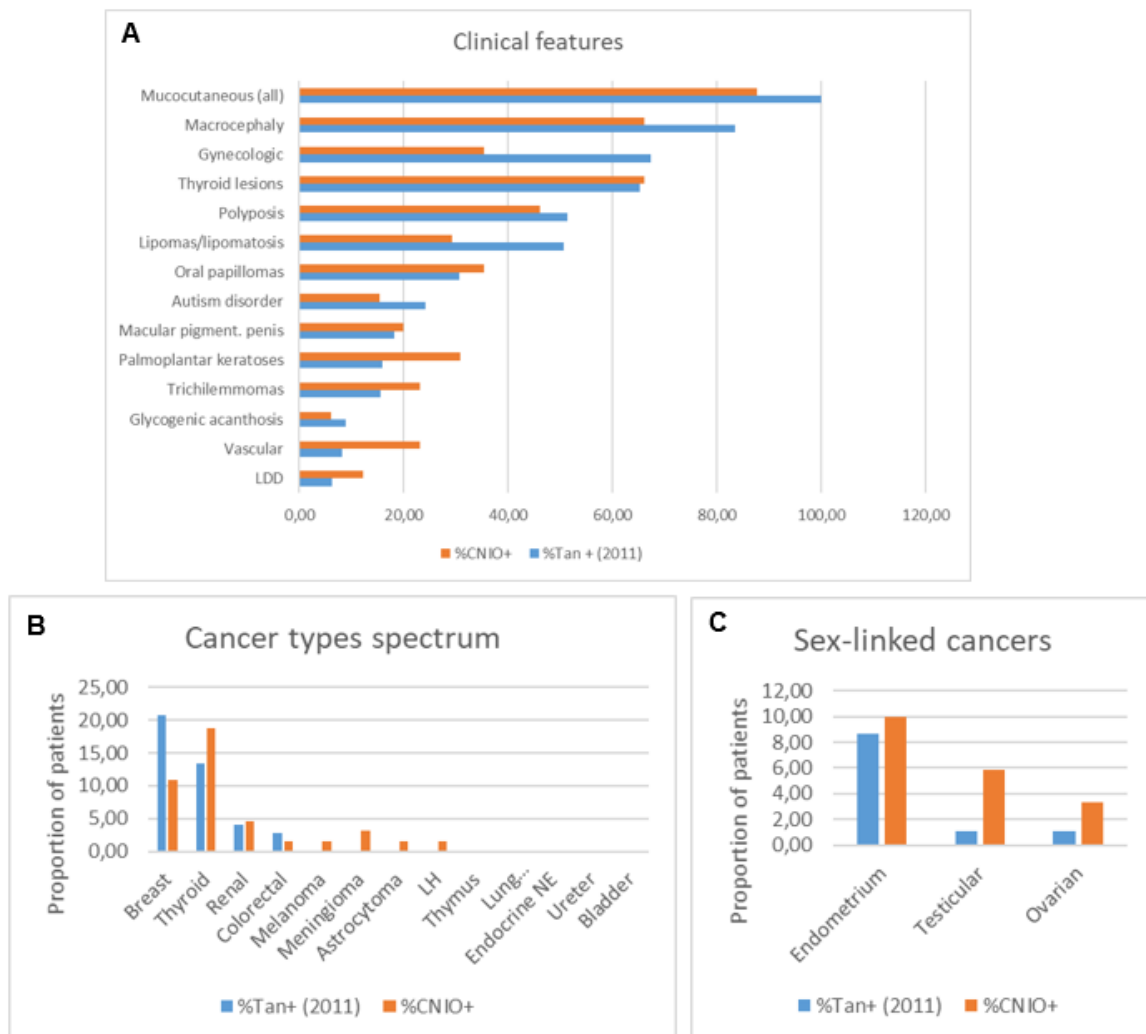 A
Clinical features
Mucocutaneous (all)
Macrocephaly
Gynecologic
Thyroid lesions
Polyposis
Lipomas/lipomatosis
Oral papillomas
Autism disorder
Macular pigment. penis
Palmoplantar keratoses
Trichilemmomas
Glycogenic acanthosis
Vascular
LDD
0,00 20,00 40,00 60,00 80,00 100,00 120,00
%CNIO+ %Tan + (2011)
B
Cancer types spectrum
Proportion of patients
25,00
20,00
15,00
10,00
5,00
0,00
Breast
Thyroid
Renal
Colorectal
Melanoma
Meningioma
Astrocytoma
LH
Thymus
Lung...
Endocrine NE
Ureter
Bladder
%Tan+ (2011) %CNIO+
C
Sex-linked cancers
Proportion of patients
12,00
10,00
8,00
6,00
4,00
2,00
0,00
Endometrium
Testicular
Ovarian
%Tan+ (2011) %CNIO+